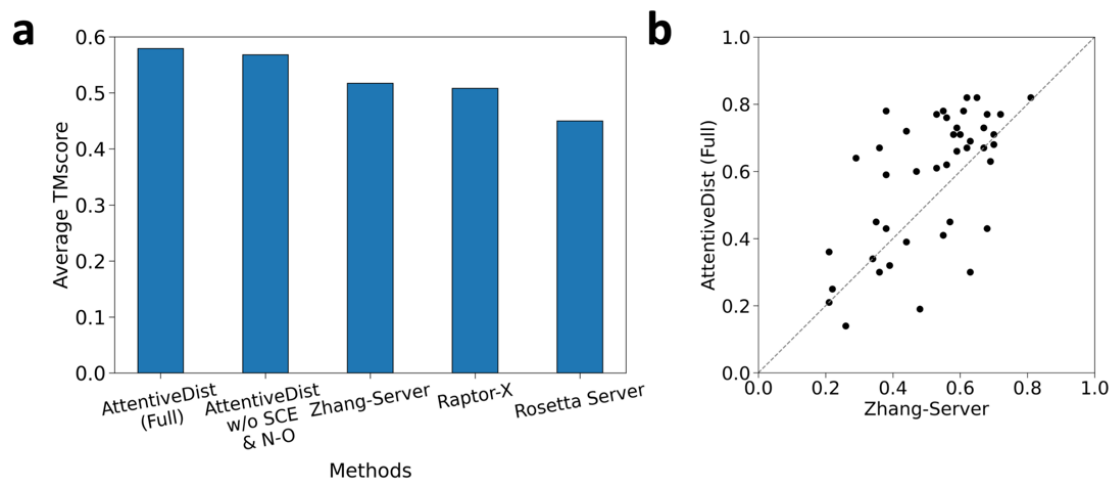 a
Average TMscore
0.6
0.5
0.4
0.3
0.2
0.1
0.0
AttentiveDist
(Full)
AttentiveDist
w/o SCE
& N-O
Zhang-Server
Raptor-X
Rosetta Server
Methods
b
AttentiveDist (Full)
1.0
0.8
0.6
0.4
0.2
0.0
0.0 0.2 0.4 0.6 0.8 1.0
Zhang-Server